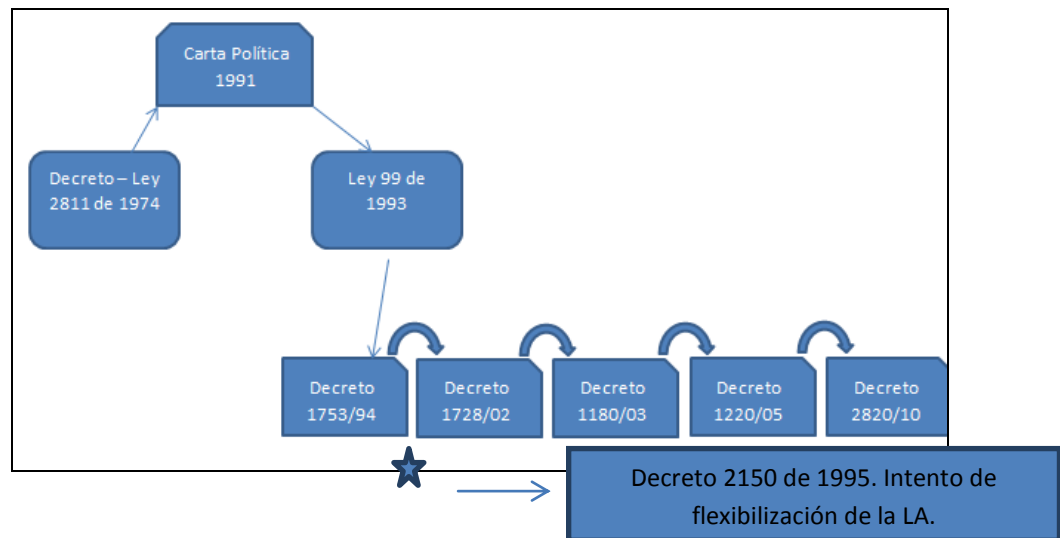 Carta Política
1991
Decreto – Ley
2811 de 1974
Ley 99 de
1993
Decreto
1753/94
Decreto
1728/02
Decreto
1180/03
Decreto
1220/05
Decreto
2820/10
Decreto 2150 de 1995. Intento de
flexibilización de la LA.